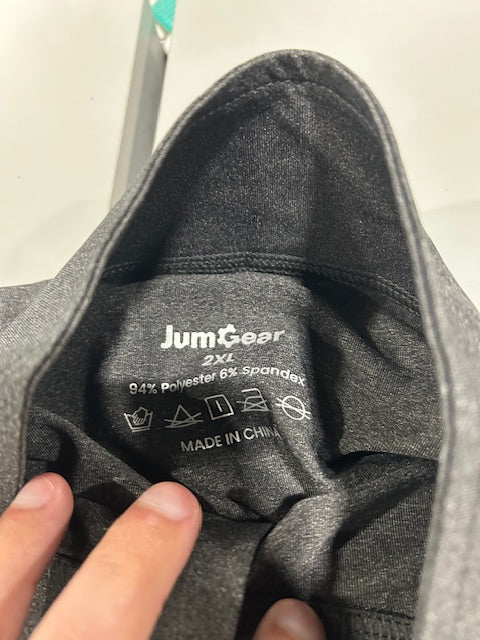 JumGear
2XL
94% Polyester 6% Spandex
MADE IN CHINA